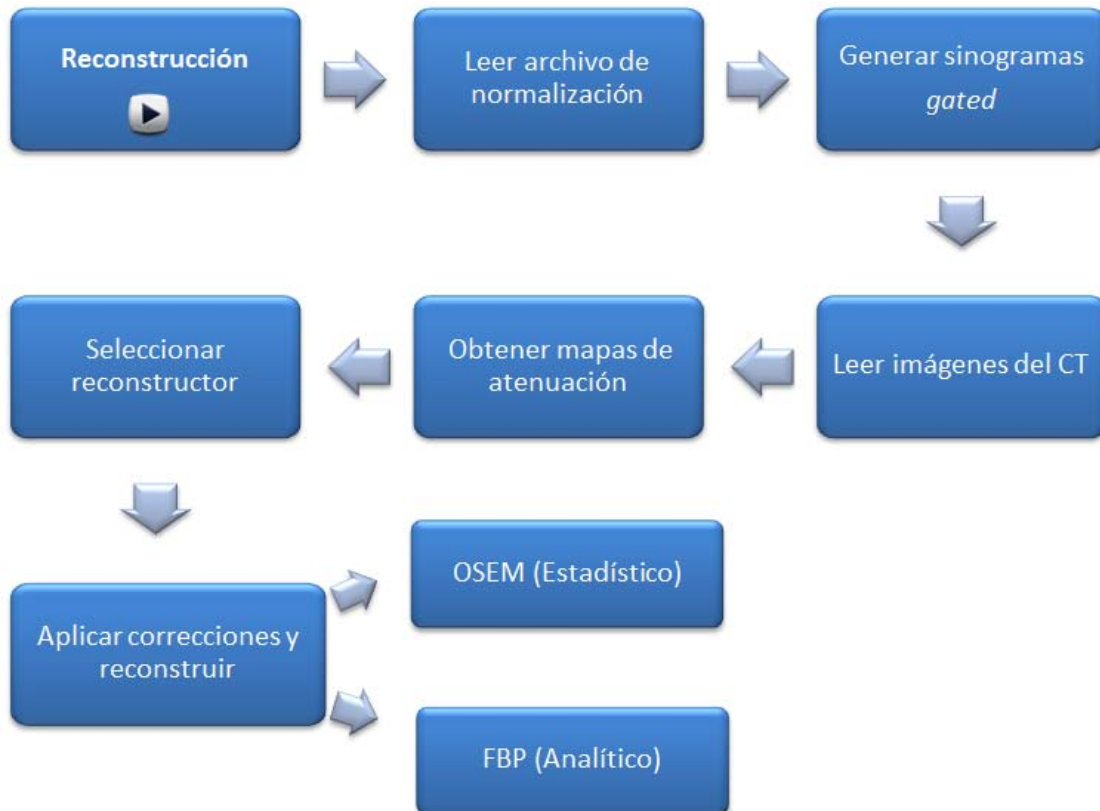 Reconstrucción
Leer archivo de
normalización
Generar sinogramas
gated
Leer imágenes del CT
Obtener mapas de
atenuación
Seleccionar
reconstructor
Aplicar correcciones y
reconstruir
OSEM (Estadístico)
FBP (Analítico)